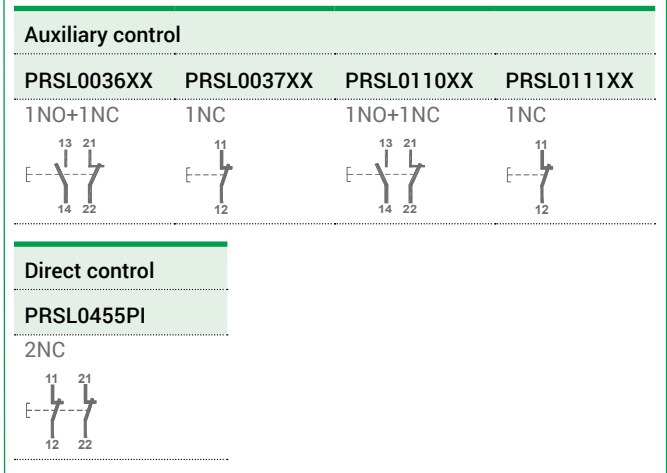 Auxiliary control
PRSL0036XX PRSL0037XX PRSL0110XX PRSL0111XX
1NO+1NC 1NC 1NO+1NC 1NC
13 21 11 13 21 11
14 22 12 14 22 12
Direct control
PRSL0455PI
2NC
11 21
12 22